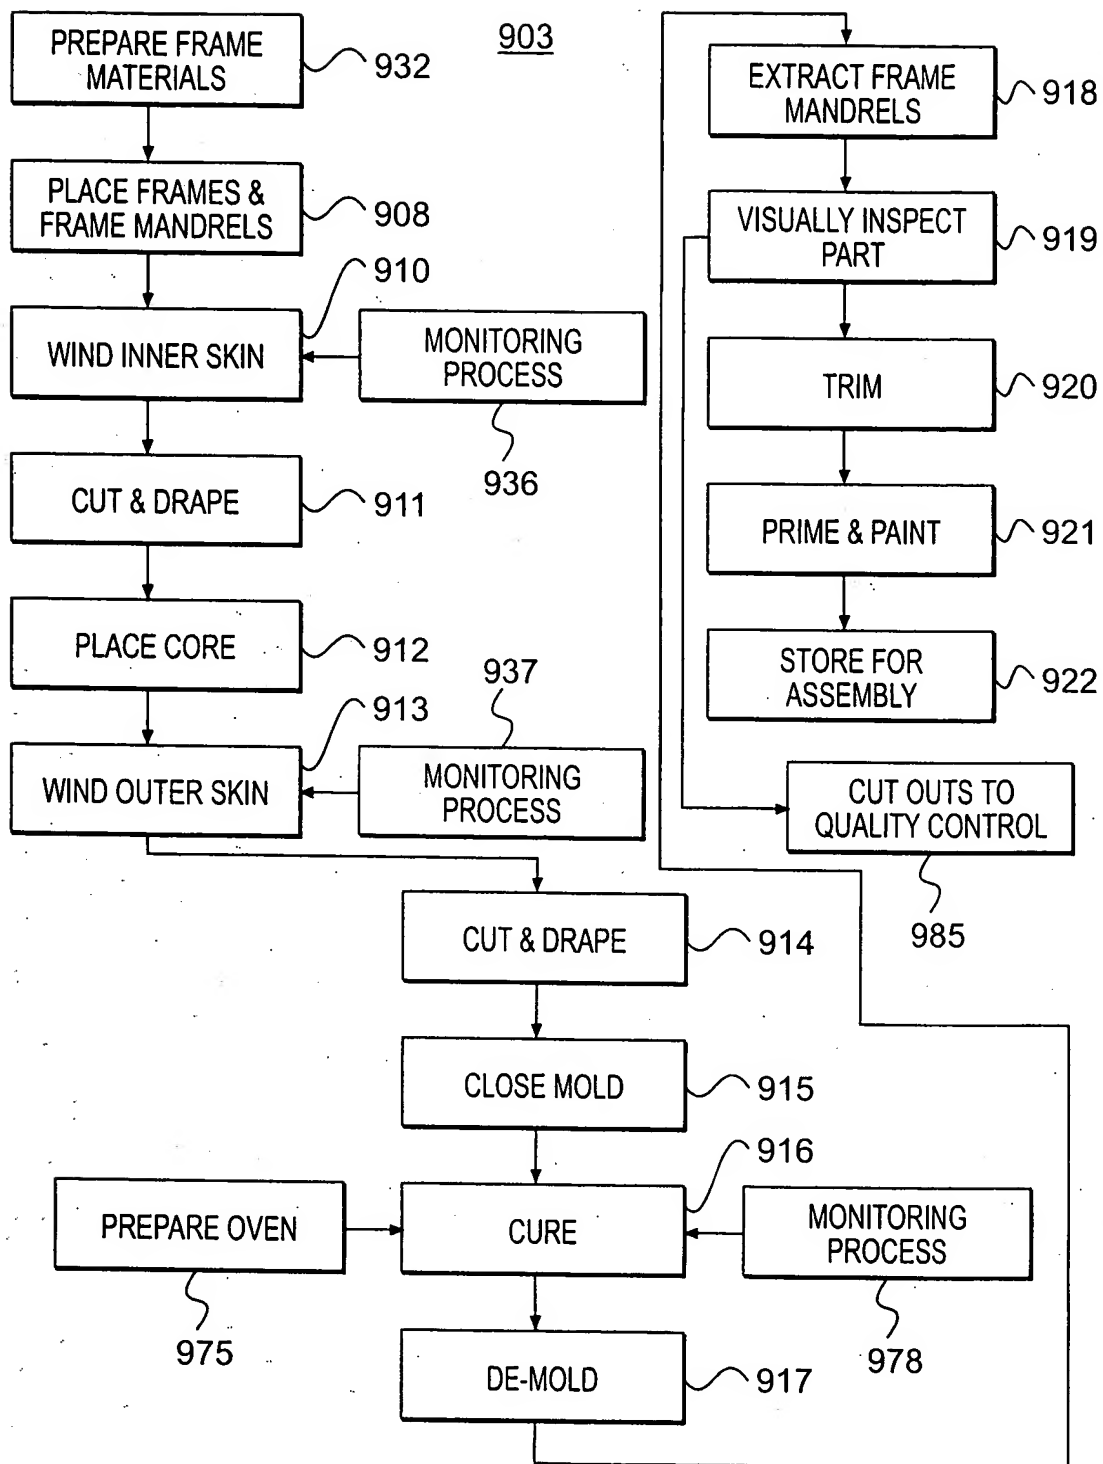 903
PREPARE FRAME
MATERIALS
932
PLACE FRAMES &
FRAME MANDRELS
908
WIND INNER SKIN
910
MONITORING
PROCESS
936
CUT & DRAPE
911
PLACE CORE
912
WIND OUTER SKIN
913
MONITORING
PROCESS
937
CUT & DRAPE
914
CLOSE MOLD
915
CURE
916
PREPARE OVEN
975
MONITORING
PROCESS
978
DE-MOLD
917
EXTRACT FRAME
MANDRELS
918
VISUALLY INSPECT
PART
919
TRIM
920
PRIME & PAINT
921
STORE FOR
ASSEMBLY
922
CUT OUTS TO
QUALITY CONTROL
985